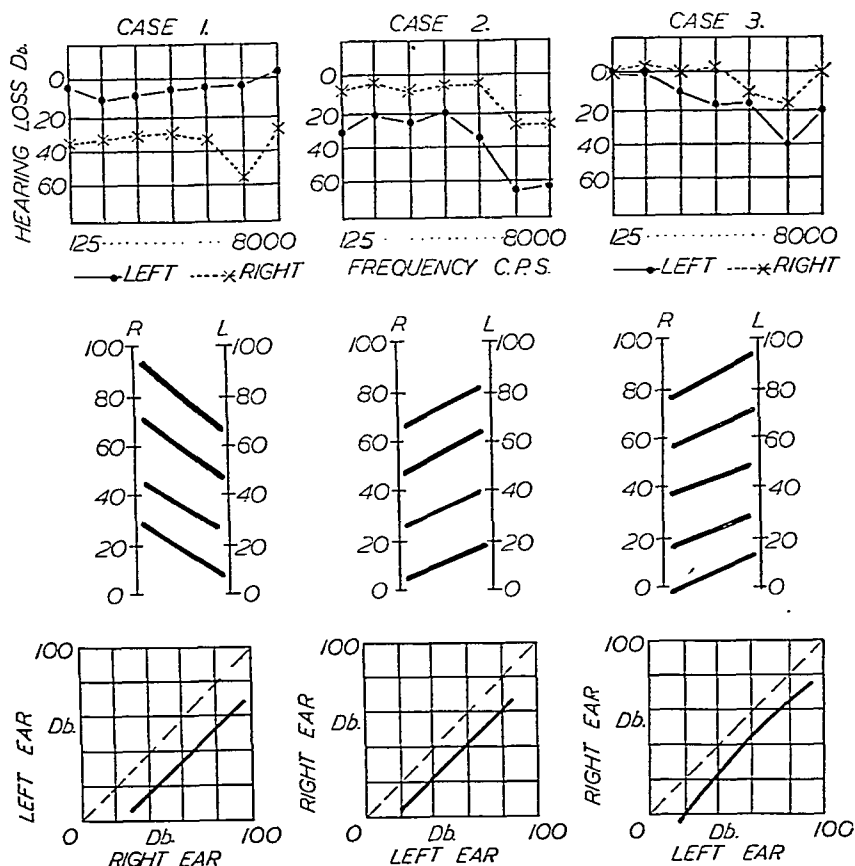 CASE 1.
CASE 2.
CASE 3.
HEARING LOSS Db.
0
20
40
60
0
20
40
60
0
20
40
60
125 ········ 8000
125 ········ 8000
125 ········ 8000
LEFT RIGHT
FREQUENCY C.P.S.
LEFT RIGHT
R L
100 100
80 80
60 60
40 40
20 20
0 0
R L
100 100
80 80
60 60
40 40
20 20
0 0
R L
100 100
80 80
60 60
40 40
20 20
0 0
100
LEFT EAR Db.
0 Db. 100
RIGHT EAR
100
RIGHT EAR Db.
0 Db. 100
LEFT EAR
100
RIGHT EAR Db.
0 Db. 100
LEFT EAR